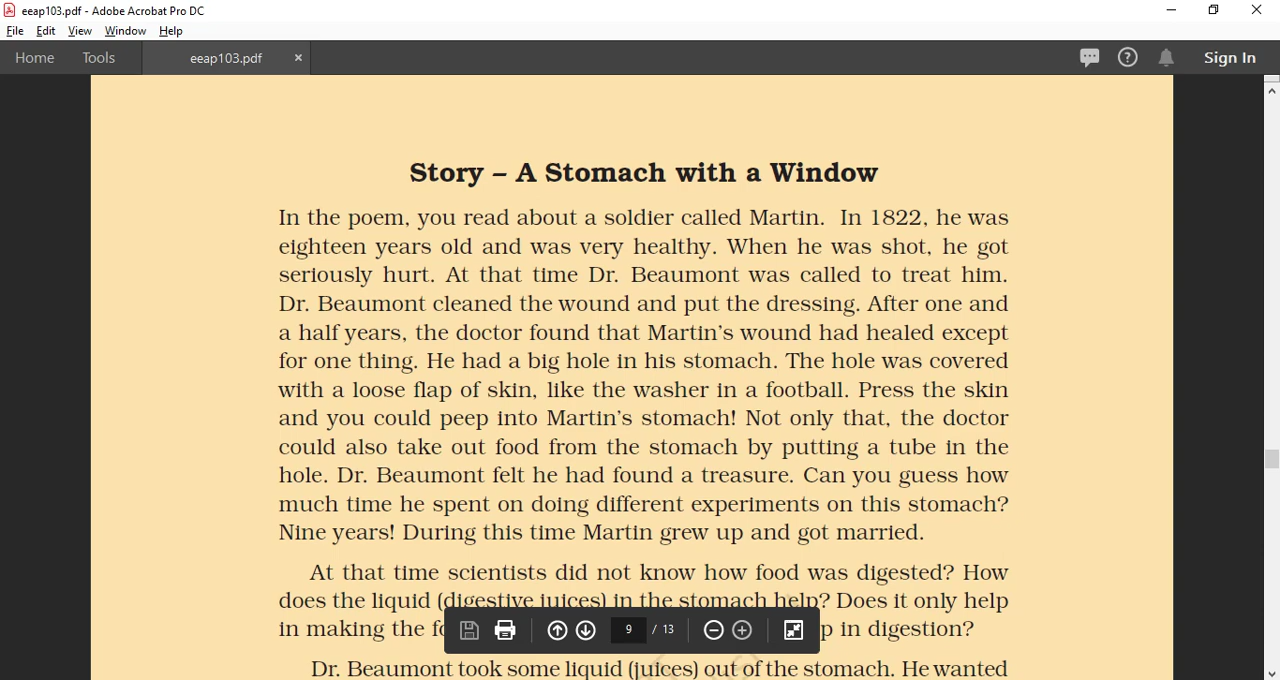 eeap103.pdf - Adobe Acrobat Pro DC
File Edit View Window Help
Home Tools eeap103.pdf × Sign In
Story – A Stomach with a Window
In the poem, you read about a soldier called Martin. In 1822, he was
eighteen years old and was very healthy. When he was shot, he got
seriously hurt. At that time Dr. Beaumont was called to treat him.
Dr. Beaumont cleaned the wound and put the dressing. After one and
a half years, the doctor found that Martin's wound had healed except
for one thing. He had a big hole in his stomach. The hole was covered
with a loose flap of skin, like the washer in a football. Press the skin
and you could peep into Martin's stomach! Not only that, the doctor
could also take out food from the stomach by putting a tube in the
hole. Dr. Beaumont felt he had found a treasure. Can you guess how
much time he spent on doing different experiments on this stomach?
Nine years! During this time Martin grew up and got married.
At that time scientists did not know how food was digested? How
does the liquid (digestive juices) in the stomach help? Does it only help
in making the in digestion?
9 / 13
Dr. Beaumont took some liquid (juices) out of the stomach. He wanted